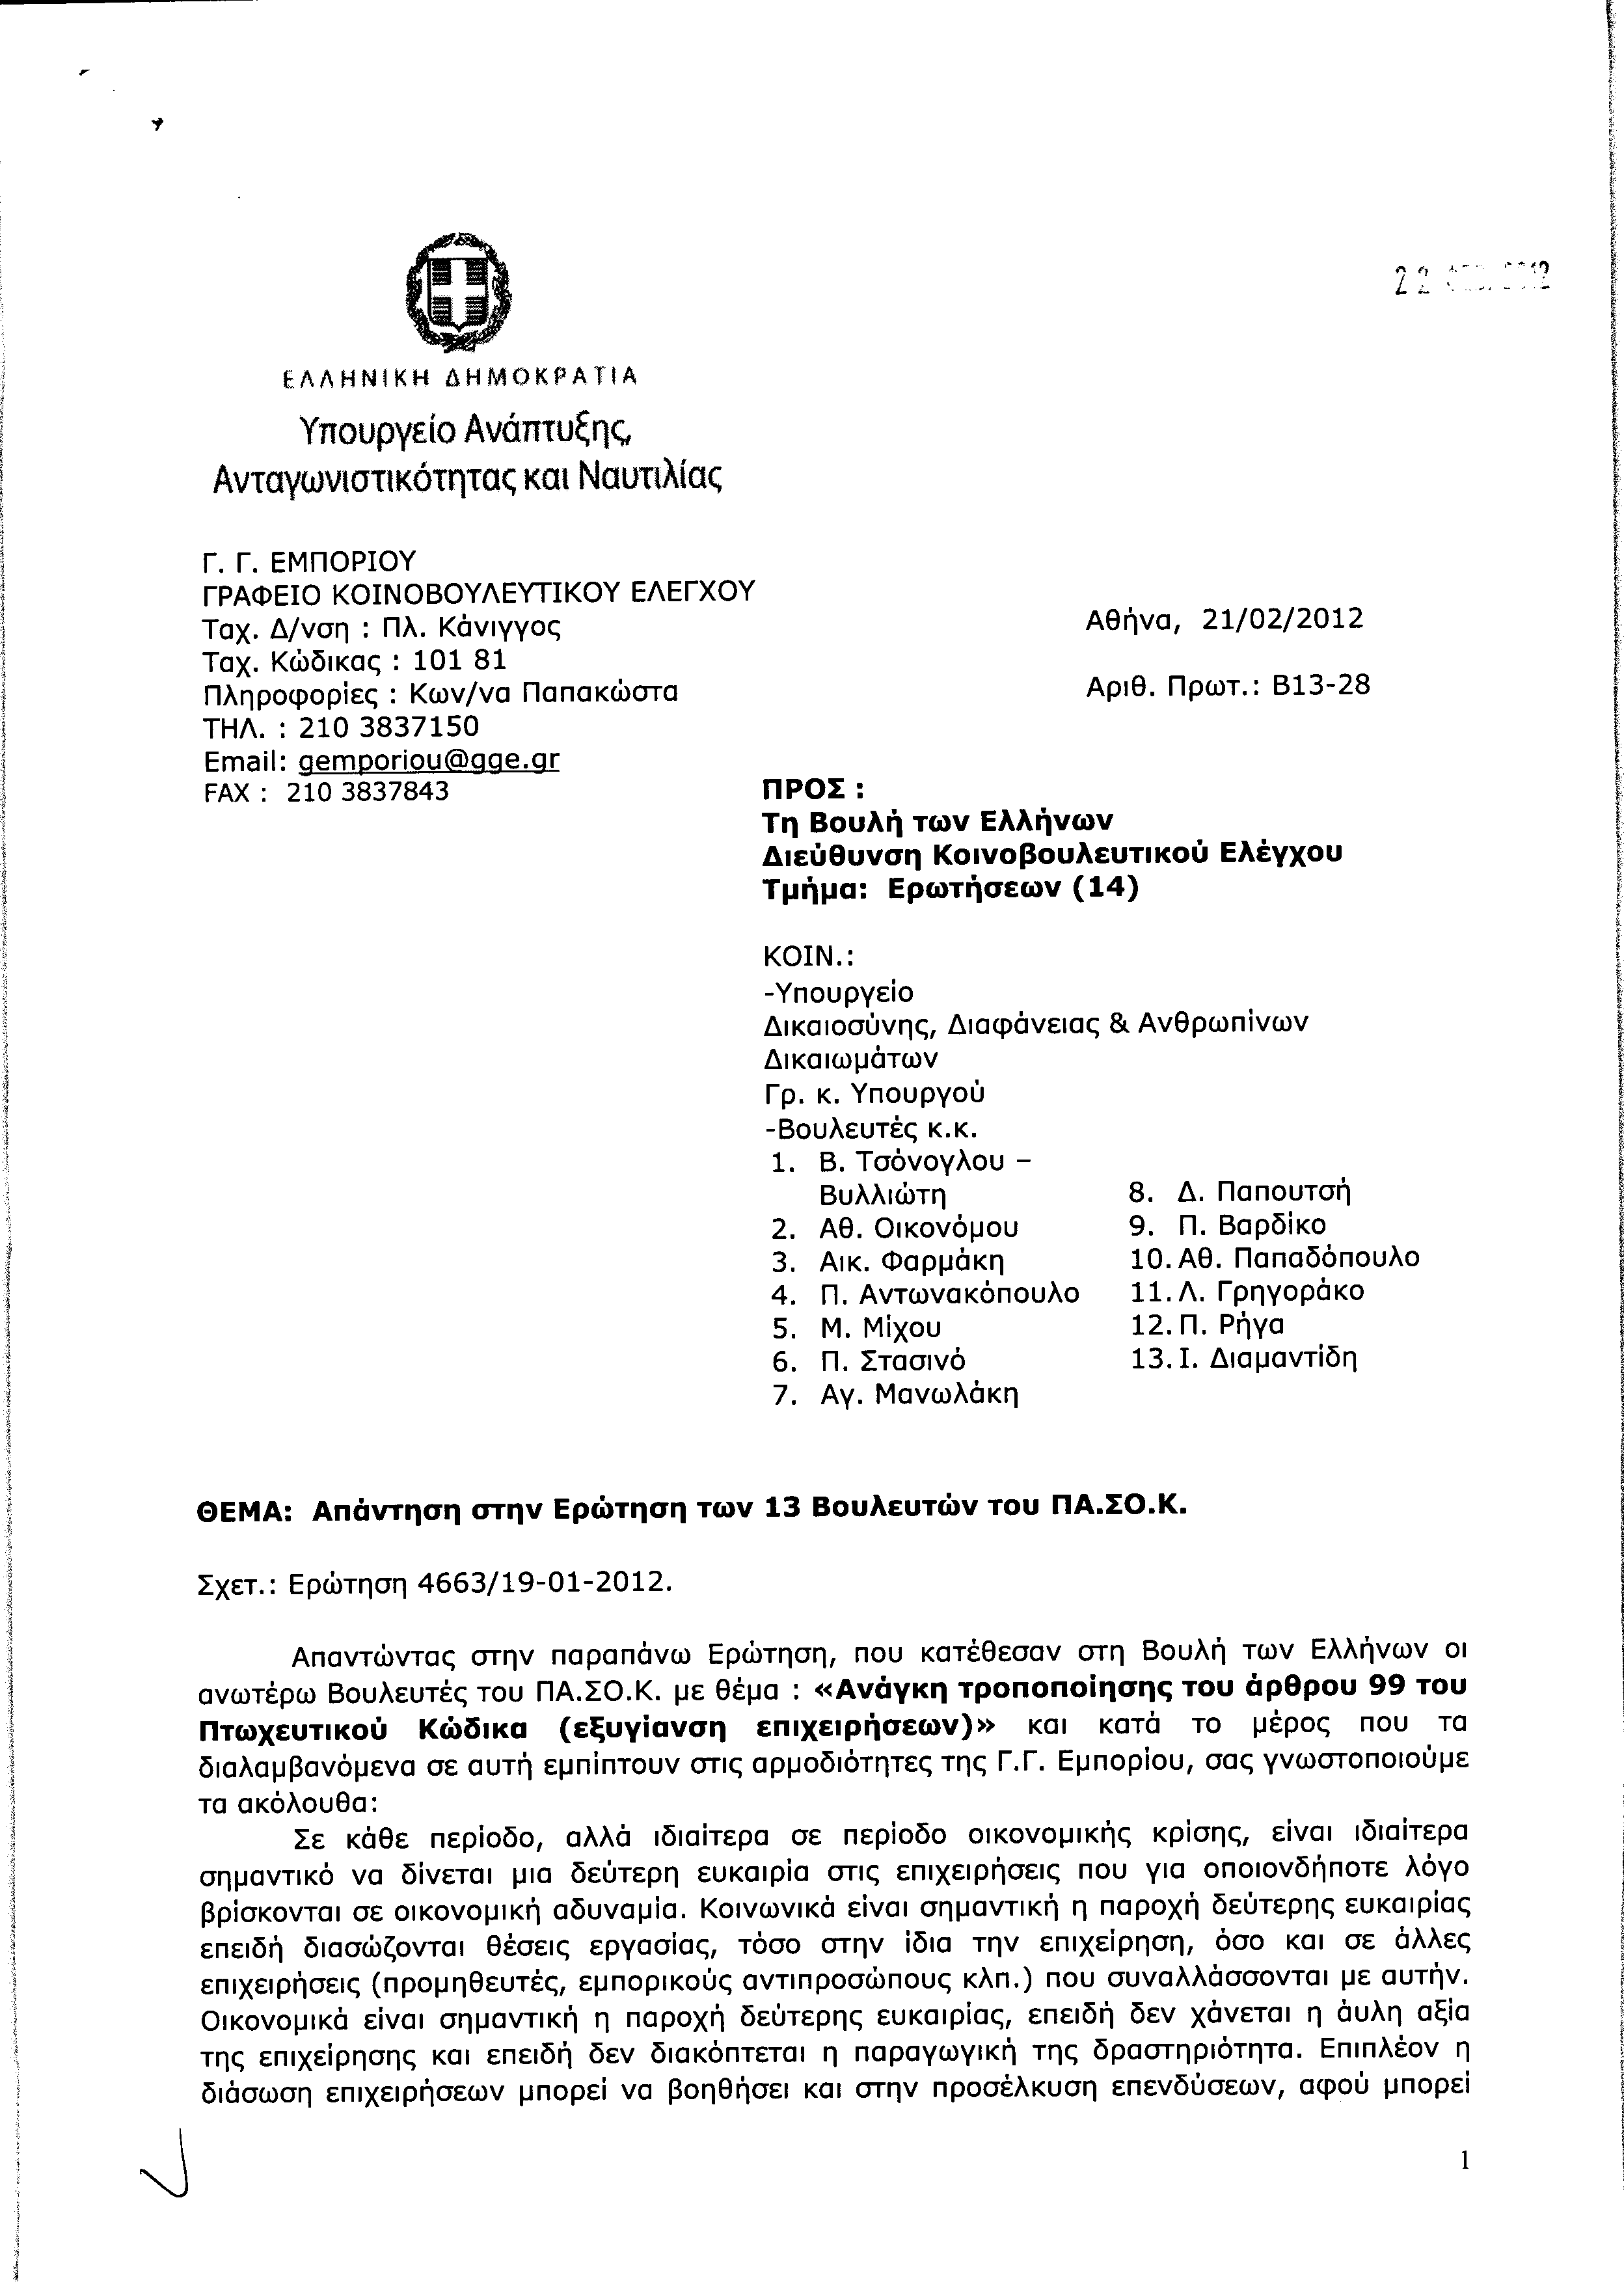 ΕΛΛΗΝΙΚΗ ΔΗΜΟΚΡΑΤΙΑ
Υπουργείο Ανάπτυξης,
Ανταγωνιστικότητας και Ναυτιλίας
Γ. Γ. ΕΜΠΟΡΙΟΥ
ΓΡΑΦΕΙΟ ΚΟΙΝΟΒΟΥΛΕΥΤΙΚΟΥ ΕΛΕΓΧΟΥ
Ταχ. Δ/νση : Πλ. Κάνιγγος
Ταχ. Κώδικας : 101 81
Πληροφορίες : Κων/να Παπακώστα
ΤΗΛ. : 210 3837150
Email: gemporiou@gge.gr
FAX : 210 3837843
Αθήνα, 21/02/2012
Αριθ. Πρωτ.: Β13-28
ΠΡΟΣ :
Τη Βουλή των Ελλήνων
Διεύθυνση Κοινοβουλευτικού Ελέγχου
Τμήμα: Ερωτήσεων (14)
ΚΟΙΝ.:
-Υπουργείο
Δικαιοσύνης, Διαφάνειας & Ανθρωπίνων
Δικαιωμάτων
Γρ. κ. Υπουργού
-Βουλευτές κ.κ.
1. Β. Τσόνογλου –
Βυλλιώτη
2. Αθ. Οικονόμου
3. Αικ. Φαρμάκη
4. Π. Αντωνακόπουλο
5. Μ. Μίχου
6. Π. Στασινό
7. Αγ. Μανωλάκη
8. Δ. Παπουτσή
9. Π. Βαρδίκο
10. Αθ. Παπαδόπουλο
11. Λ. Γρηγοράκο
12. Π. Ρήγα
13. Ι. Διαμαντίδη
ΘΕΜΑ: Απάντηση στην Ερώτηση των 13 Βουλευτών του ΠΑ.ΣΟ.Κ.
Σχετ.: Ερώτηση 4663/19-01-2012.
Απαντώντας στην παραπάνω Ερώτηση, που κατέθεσαν στη Βουλή των Ελλήνων οι
ανωτέρω Βουλευτές του ΠΑ.ΣΟ.Κ. με θέμα : «Ανάγκη τροποποίησης του άρθρου 99 του
Πτωχευτικού Κώδικα (εξυγίανση επιχειρήσεων)» και κατά το μέρος που τα
διαλαμβανόμενα σε αυτή εμπίπτουν στις αρμοδιότητες της Γ.Γ. Εμπορίου, σας γνωστοποιούμε
τα ακόλουθα:
Σε κάθε περίοδο, αλλά ιδιαίτερα σε περίοδο οικονομικής κρίσης, είναι ιδιαίτερα
σημαντικό να δίνεται μια δεύτερη ευκαιρία στις επιχειρήσεις που για οποιονδήποτε λόγο
βρίσκονται σε οικονομική αδυναμία. Κοινωνικά είναι σημαντική η παροχή δεύτερης ευκαιρίας
επειδή διασώζονται θέσεις εργασίας, τόσο στην ίδια την επιχείρηση, όσο και σε άλλες
επιχειρήσεις (προμηθευτές, εμπορικούς αντιπροσώπους κλπ.) που συναλλάσσονται με αυτήν.
Οικονομικά είναι σημαντική η παροχή δεύτερης ευκαιρίας, επειδή δεν χάνεται η άυλη αξία
της επιχείρησης και επειδή δεν διακόπτεται η παραγωγική της δραστηριότητα. Επιπλέον η
διάσωση επιχειρήσεων μπορεί να βοηθήσει και στην προσέλκυση επενδύσεων, αφού μπορεί
1